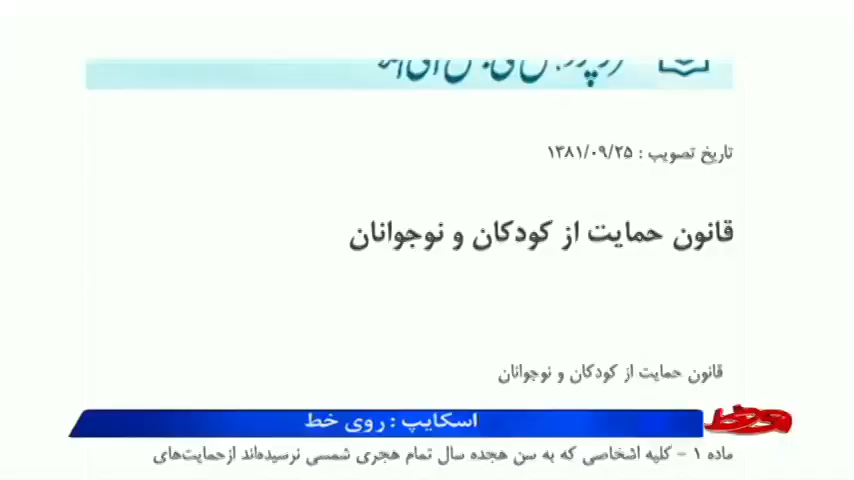 تاریخ تصویب : ۱۳۸۱/۰۹/۲۵
قانون حمایت از کودکان و نوجوانان
قانون حمایت از کودکان و نوجوانان
اسکایپ : روی خط
ماده ۱ – کلیه اشخاصی که به سن هجده سال تمام هجری شمسی نرسیده‌اند ازحمایت‌های